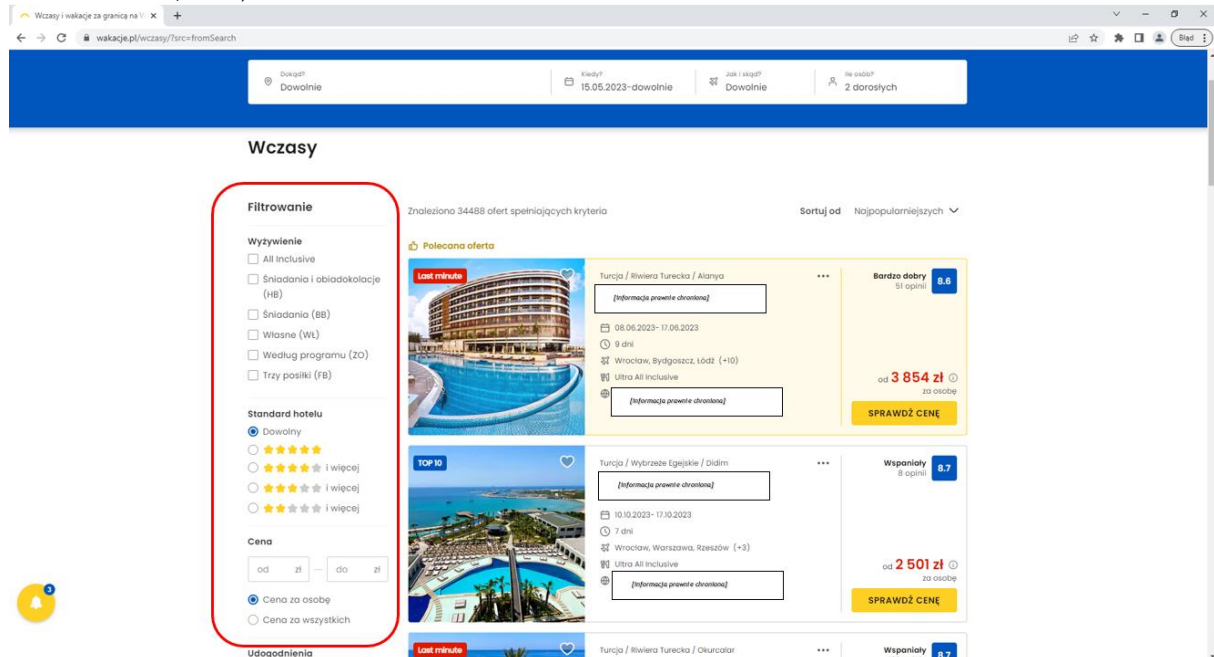 Wczasy i wakacje za granicą na W
wakacje.pl/wczasy/?src=fromSearch
Błąd
Dokąd?
Dowolnie
Kiedy?
15.05.2023-dowolnie
Jak i skąd?
Dowolnie
Ile osób?
2 dorosłych
Wczasy
Filtrowanie
Wyżywienie
All Inclusive
Śniadania i obiadokolacje
(HB)
Śniadania (BB)
Własne (WŁ)
Według programu (ZO)
Trzy posiłki (FB)
Standard hotelu
Dowolny
i więcej
i więcej
i więcej
Cena
od zł — do zł
Cena za osobę
Cena za wszystkich
Udogodnienia
Znaleziono 34488 ofert spełniających kryteria
Sortuj od Najpopularniejszych
Polecana oferta
Last minute
Turcja / Riwiera Turecka / Alanya
[Informacja prawnie chroniona]
08.06.2023- 17.06.2023
9 dni
Wrocław, Bydgoszcz, Łódź (+10)
Ultra All Inclusive
[Informacja prawnie chroniona]
Bardzo dobry
51 opinii
8.6
od 3 854 zł
za osobę
SPRAWDŹ CENĘ
TOP 10
Turcja / Wybrzeże Egejskie / Didim
[Informacja prawnie chroniona]
10.10.2023- 17.10.2023
7 dni
Wrocław, Warszawa, Rzeszów (+3)
Ultra All Inclusive
[Informacja prawnie chroniona]
Wspaniały
8 opinii
8.7
od 2 501 zł
za osobę
SPRAWDŹ CENĘ
3
Last minute
Turcja / Riwiera Turecka / Okurcalar
Wspaniały
8.7